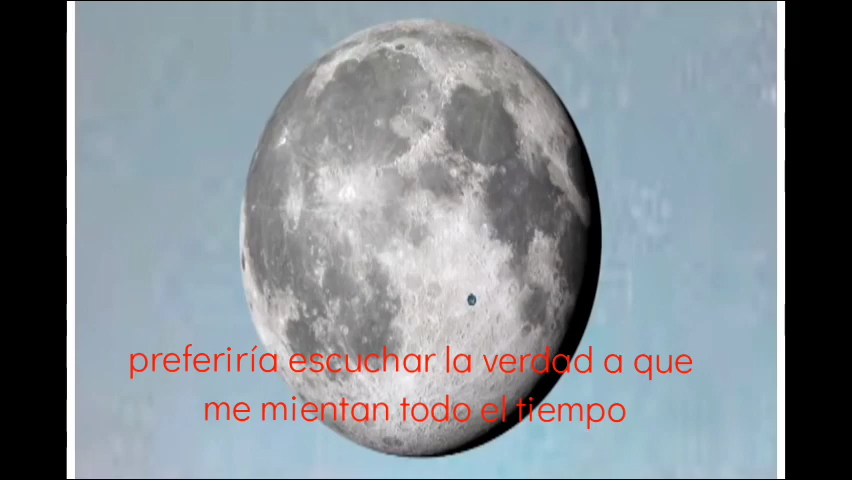 preferiría escuchar la verdad a que
me mientan todo el tiempo